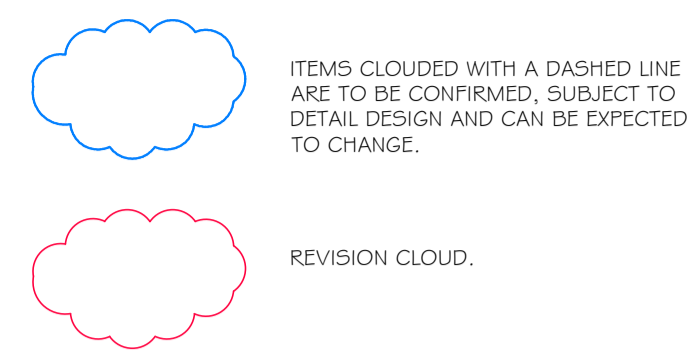 ITEMS CLOUDED WITH A DASHED LINE
ARE TO BE CONFIRMED, SUBJECT TO
DETAIL DESIGN AND CAN BE EXPECTED
TO CHANGE.
REVISION CLOUD.